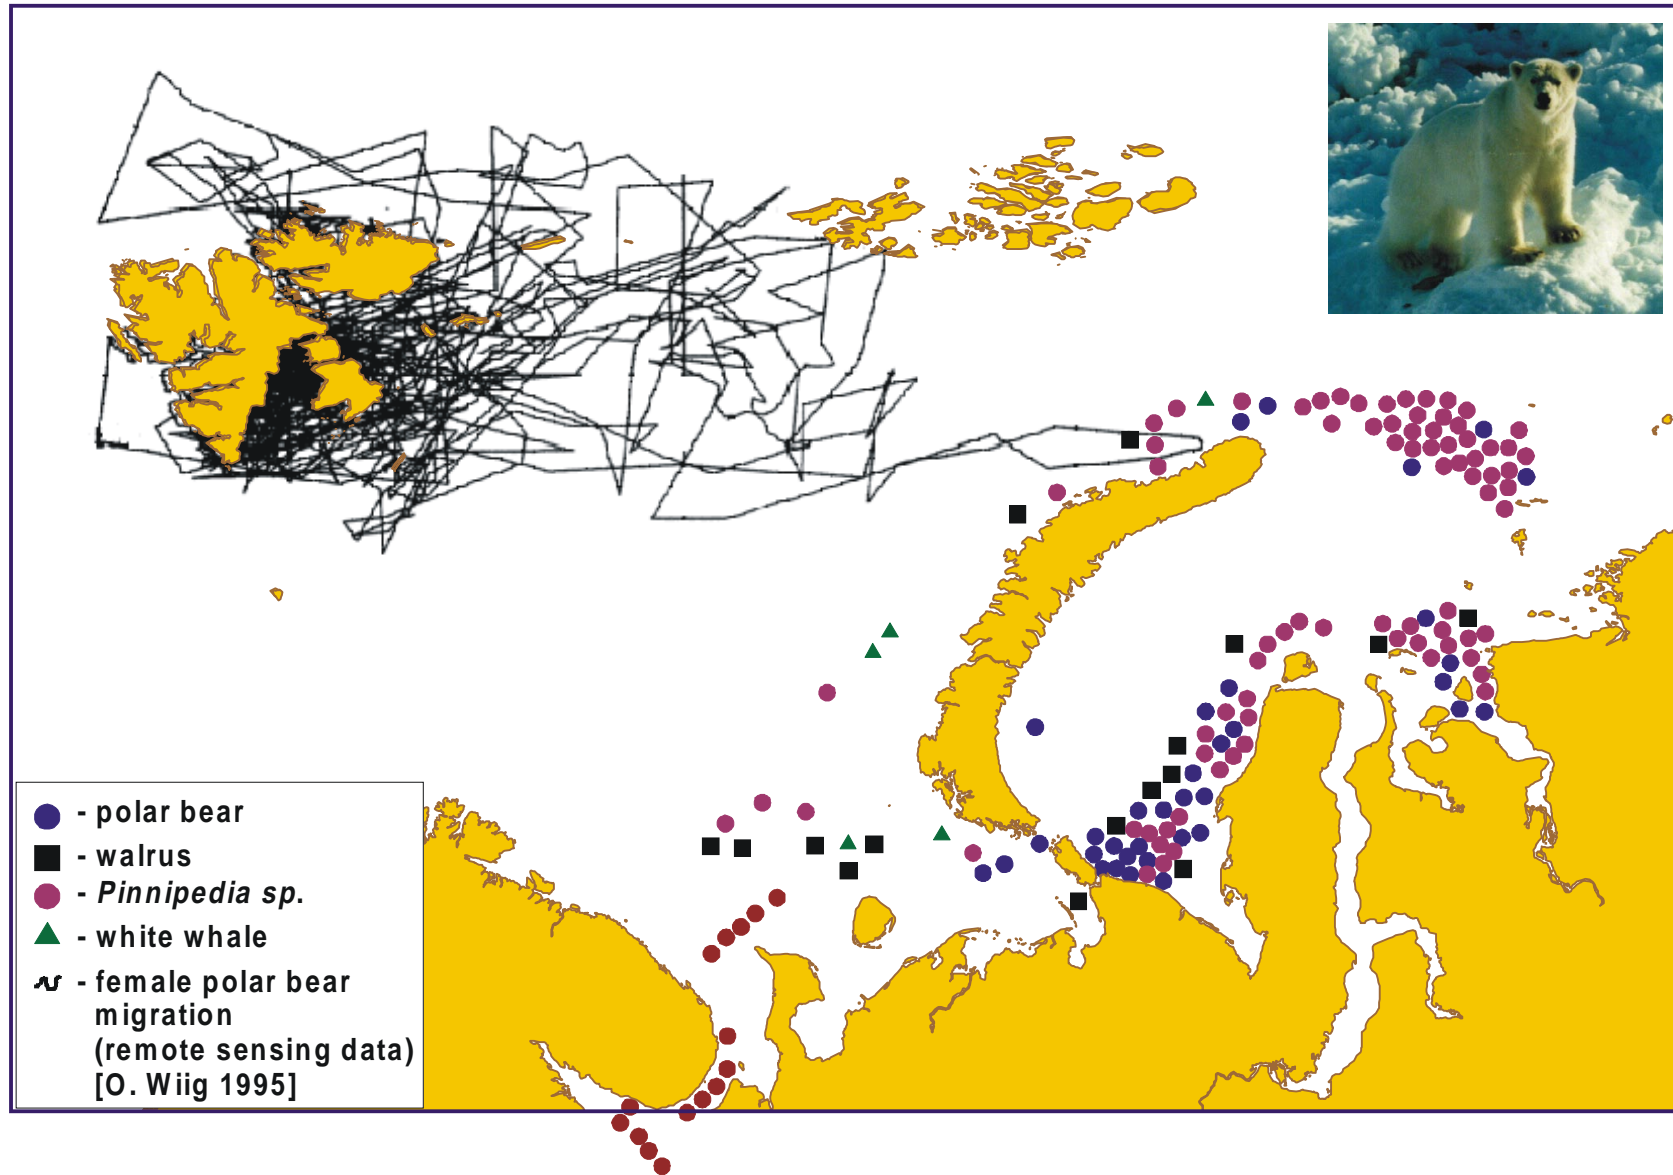 - polar bear
- walrus
- Pinnipedia sp.
- white whale
- female polar bear
migration
(remote sensing data)
[O. Wiig 1995]